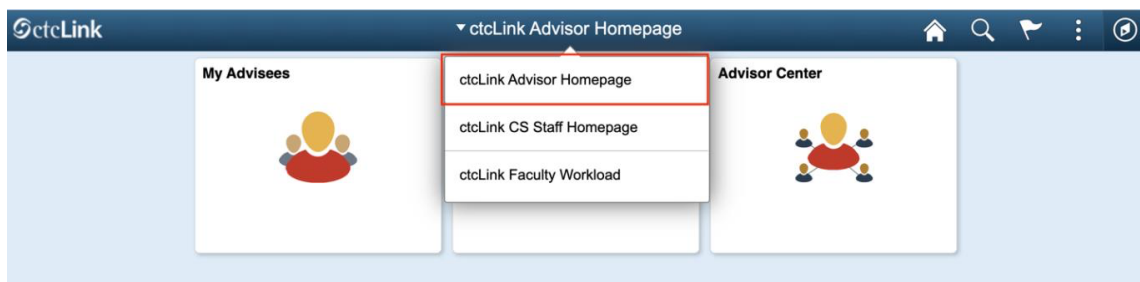 ctcLink
ctcLink Advisor Homepage
My Advisees
ctcLink Advisor Homepage
ctcLink CS Staff Homepage
ctcLink Faculty Workload
Advisor Center